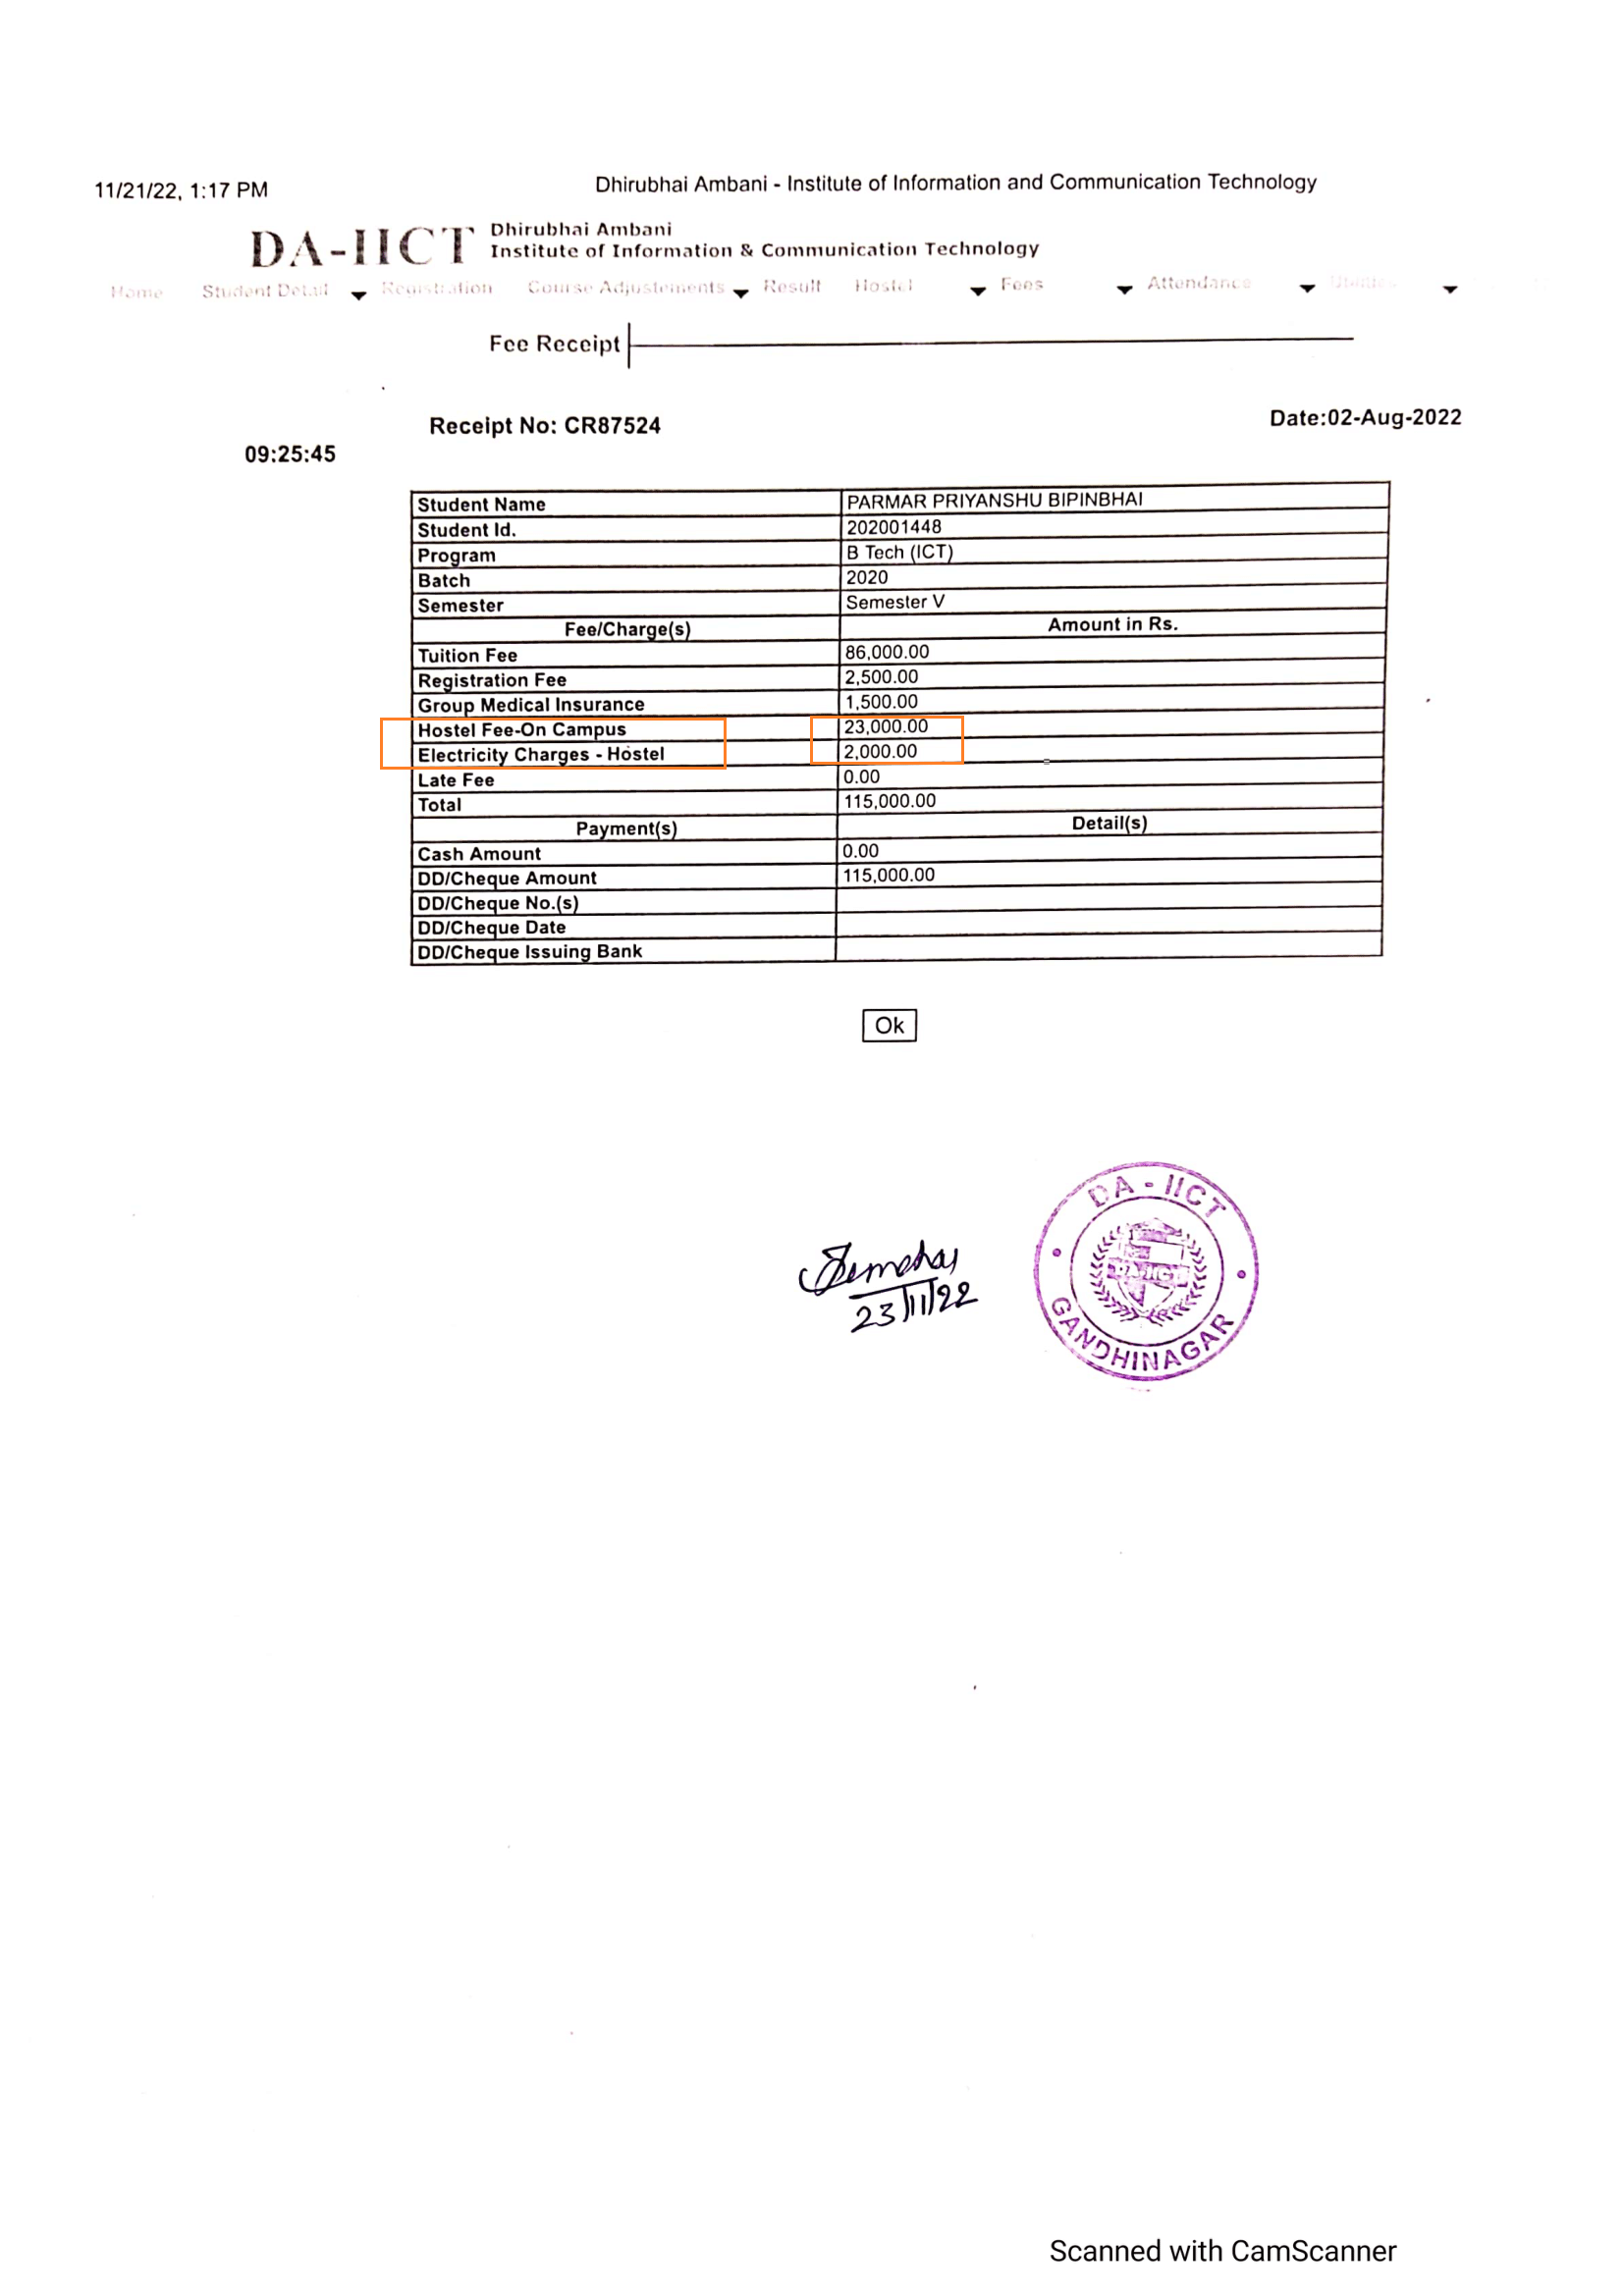 11/21/22, 1:17 PM Dhirubhai Ambani - Institute of Information and Communication Technology
DA-IICT Dhirubhai Ambani
Institute of Information & Communication Technology
Home Student Detail Registration Course Adjustements Result Hostel Fees Attendance Utilities
Fee Receipt
Receipt No: CR87524 Date:02-Aug-2022
09:25:45
Student Name PARMAR PRIYANSHU BIPINBHAI
Student Id. 202001448
Program B Tech (ICT)
Batch 2020
Semester Semester V
Fee/Charge(s) Amount in Rs.
Tuition Fee 86,000.00
Registration Fee 2,500.00
Group Medical Insurance 1,500.00
Hostel Fee-On Campus 23,000.00
Electricity Charges - Hostel 2,000.00
Late Fee 0.00
Total 115,000.00
Payment(s) Detail(s)
Cash Amount 0.00
DD/Cheque Amount 115,000.00
DD/Cheque No.(s)
DD/Cheque Date
DD/Cheque Issuing Bank
Ok
23/11/22
DA - IICT
DA-IICT
GANDHINAGAR
Scanned with CamScanner